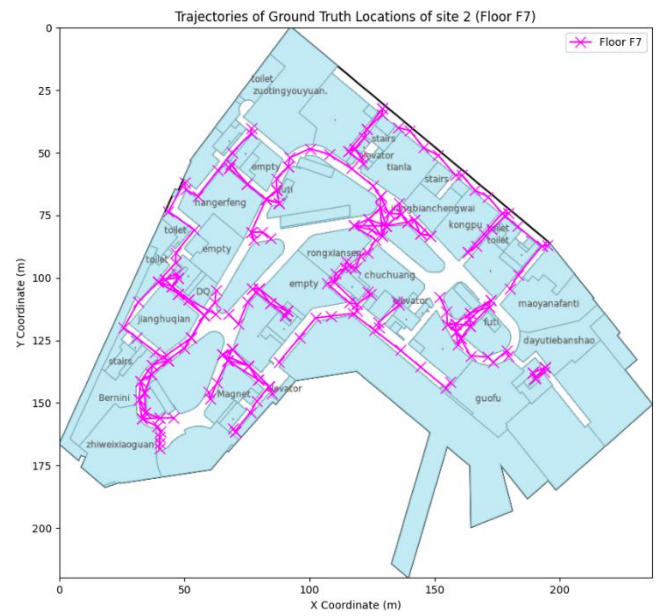 Trajectories of Ground Truth Locations of site 2 (Floor F7)
Floor F7
toilet
zuotingyouyuan.
stairs
elevator
tianla
empty
futi
stairs
hangerfeng
jiangbianchengwai
kongpu
toilet
toilet
toilet
empty
rongxiansen
toilet
chuchuang
empty
DQ
elevator
maoyanafanti
jianghuqian
futi
dayutiebanshao
stairs
Bernini
Magnet
elevator
guofu
zhiweixiaoguan
0
25
50
75
100
125
150
175
200
Y Coordinate (m)
0
50
100
150
200
X Coordinate (m)